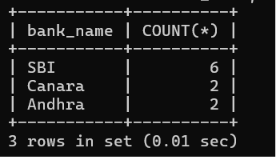 +-----------+----------+
| bank_name | COUNT(*) |
+-----------+----------+
| SBI       |        6 |
| Canara    |        2 |
| Andhra    |        2 |
+-----------+----------+
3 rows in set (0.01 sec)